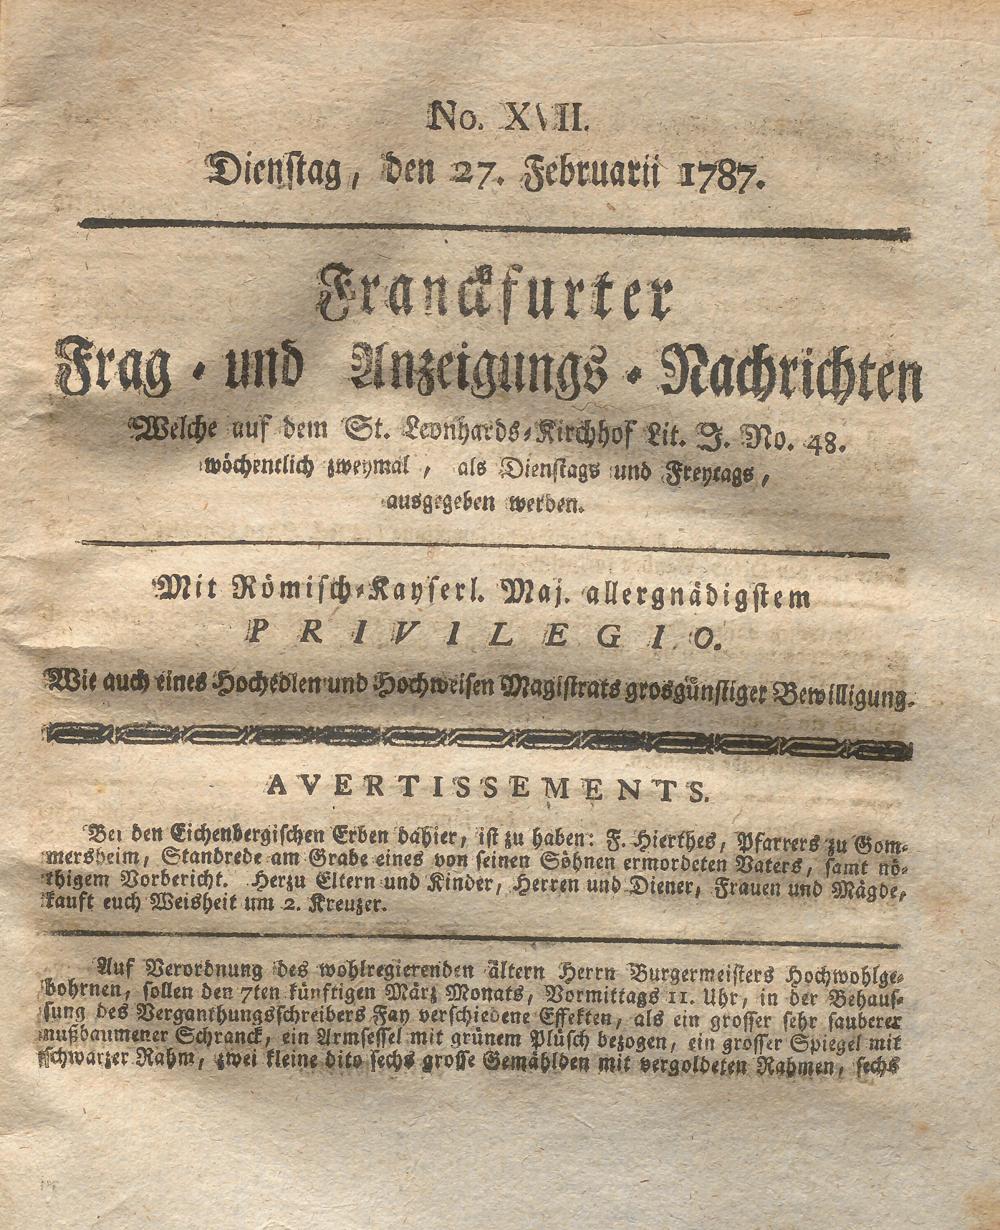 No. XVII.
Dienstag, den 27. Februarii 1787.
Franckfurter
Frag- und Anzeigungs-Nachrichten
Welche auf dem St. Leonhards-Kirchhof Lit. J. No. 48.
wöchentlich zweymal, als Dienstags und Freytags,
ausgegeben werden.
Mit Römisch-Kayserl. Maj. allergnädigstem
PRIVILEGIO.
Wie auch eines Hochedlen und Hochweisen Magistrats grosgünstiger Bewilligung.
AVERTISSEMENTS.
Bei den Eichenbergischen Erben dahier, ist zu haben: F. Hierthes, Pfarrers zu Gom-
mersheim, Standrede am Grabe eines von seinen Söhnen ermordeten Vaters, samt nö-
thigem Vorbericht. Herzu Eltern und Kinder, Herren und Diener, Frauen und Mägde,
kauft euch Weisheit um 2. Kreuzer.
Auf Verordnung des wohlregierenden ältern Herrn Burgermeisters Hochwohlge-
bohrnen, sollen den 7ten künftigen März Monats, Vormittags 11. Uhr, in der Behau-
sung des Verganthungsschreibers Fay verschiedene Effekten, als ein grosser sehr sauberer
nußbaumener Schranck, ein Armsessel mit grünem Plüsch bezogen, ein grosser Spiegel mit
schwarzer Rahm, zwei kleine dito sechs grosse Gemählden mit vergoldeten Rahmen, sechs